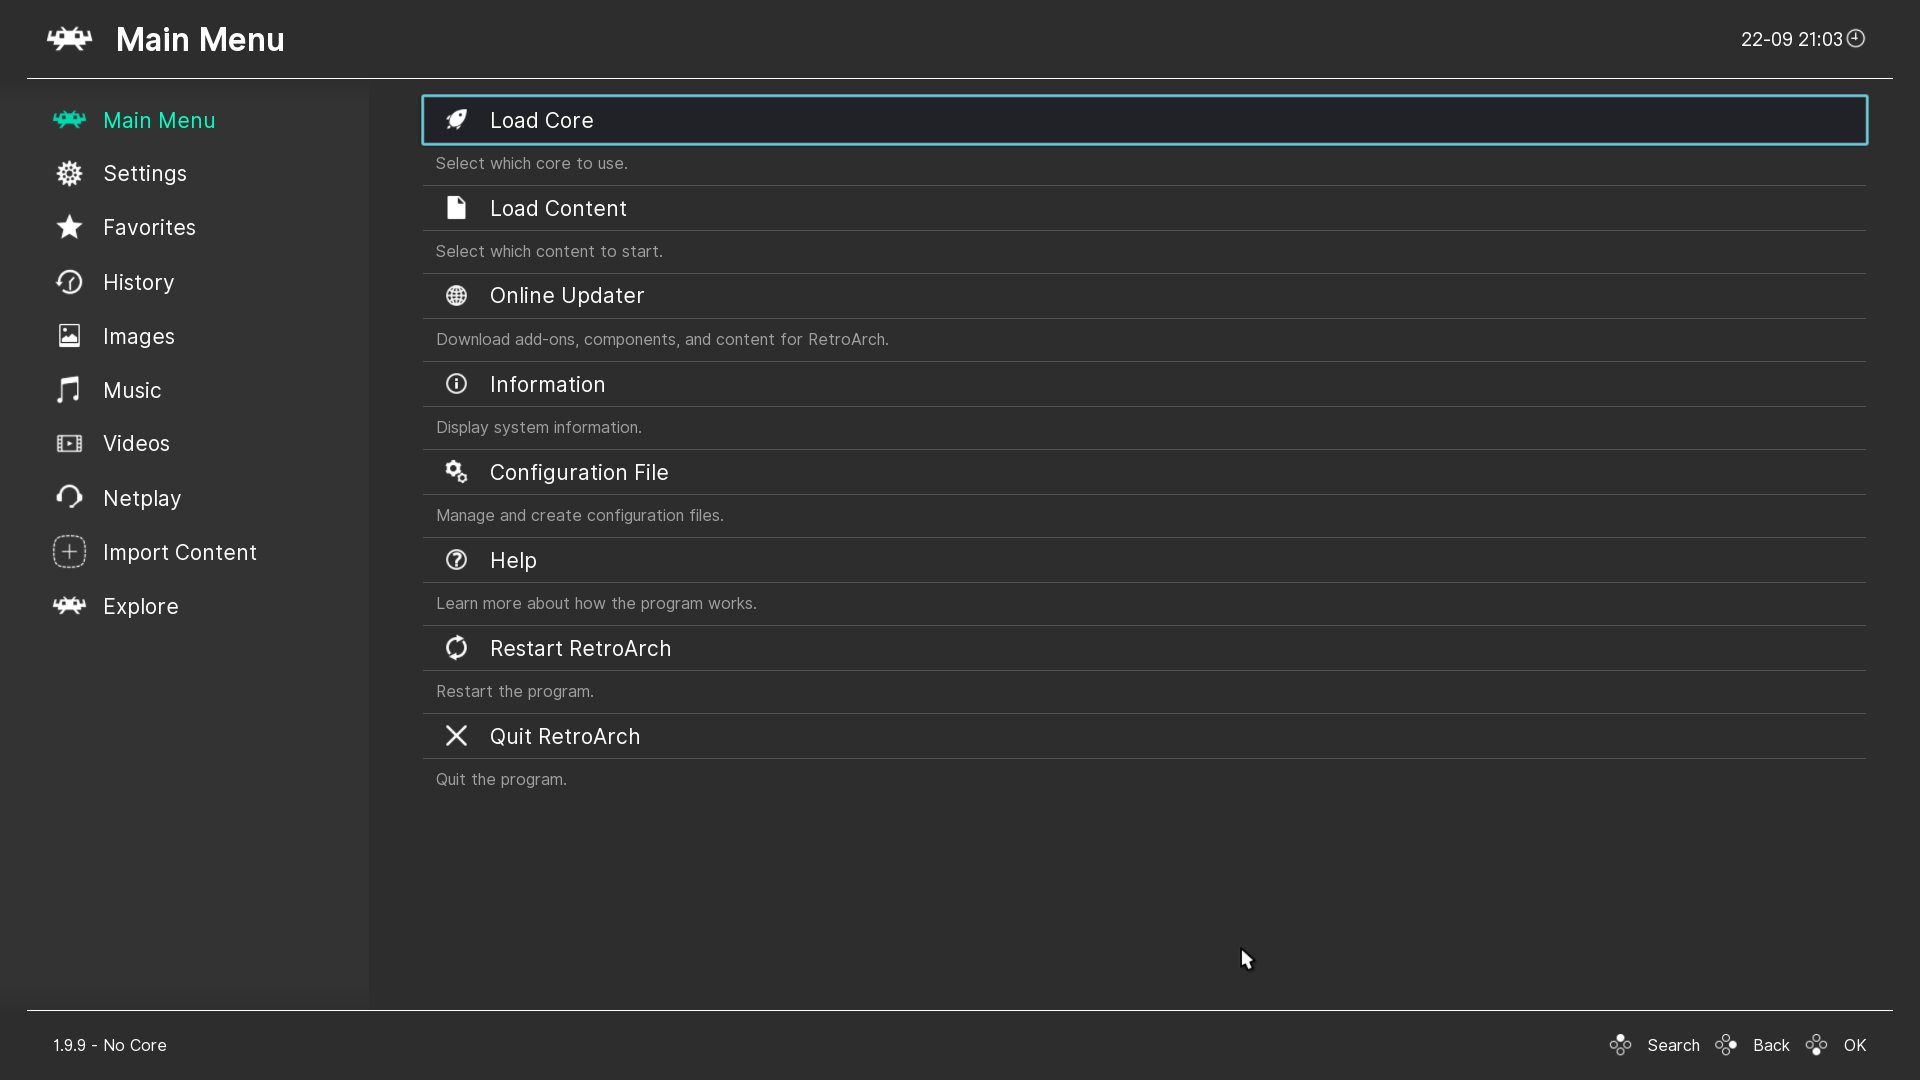 Main Menu
22-09 21:03
Main Menu
Settings
Favorites
History
Images
Music
Videos
Netplay
Import Content
Explore
Load Core
Select which core to use.
Load Content
Select which content to start.
Online Updater
Download add-ons, components, and content for RetroArch.
Information
Display system information.
Configuration File
Manage and create configuration files.
Help
Learn more about how the program works.
Restart RetroArch
Restart the program.
Quit RetroArch
Quit the program.
1.9.9 - No Core
Search Back OK